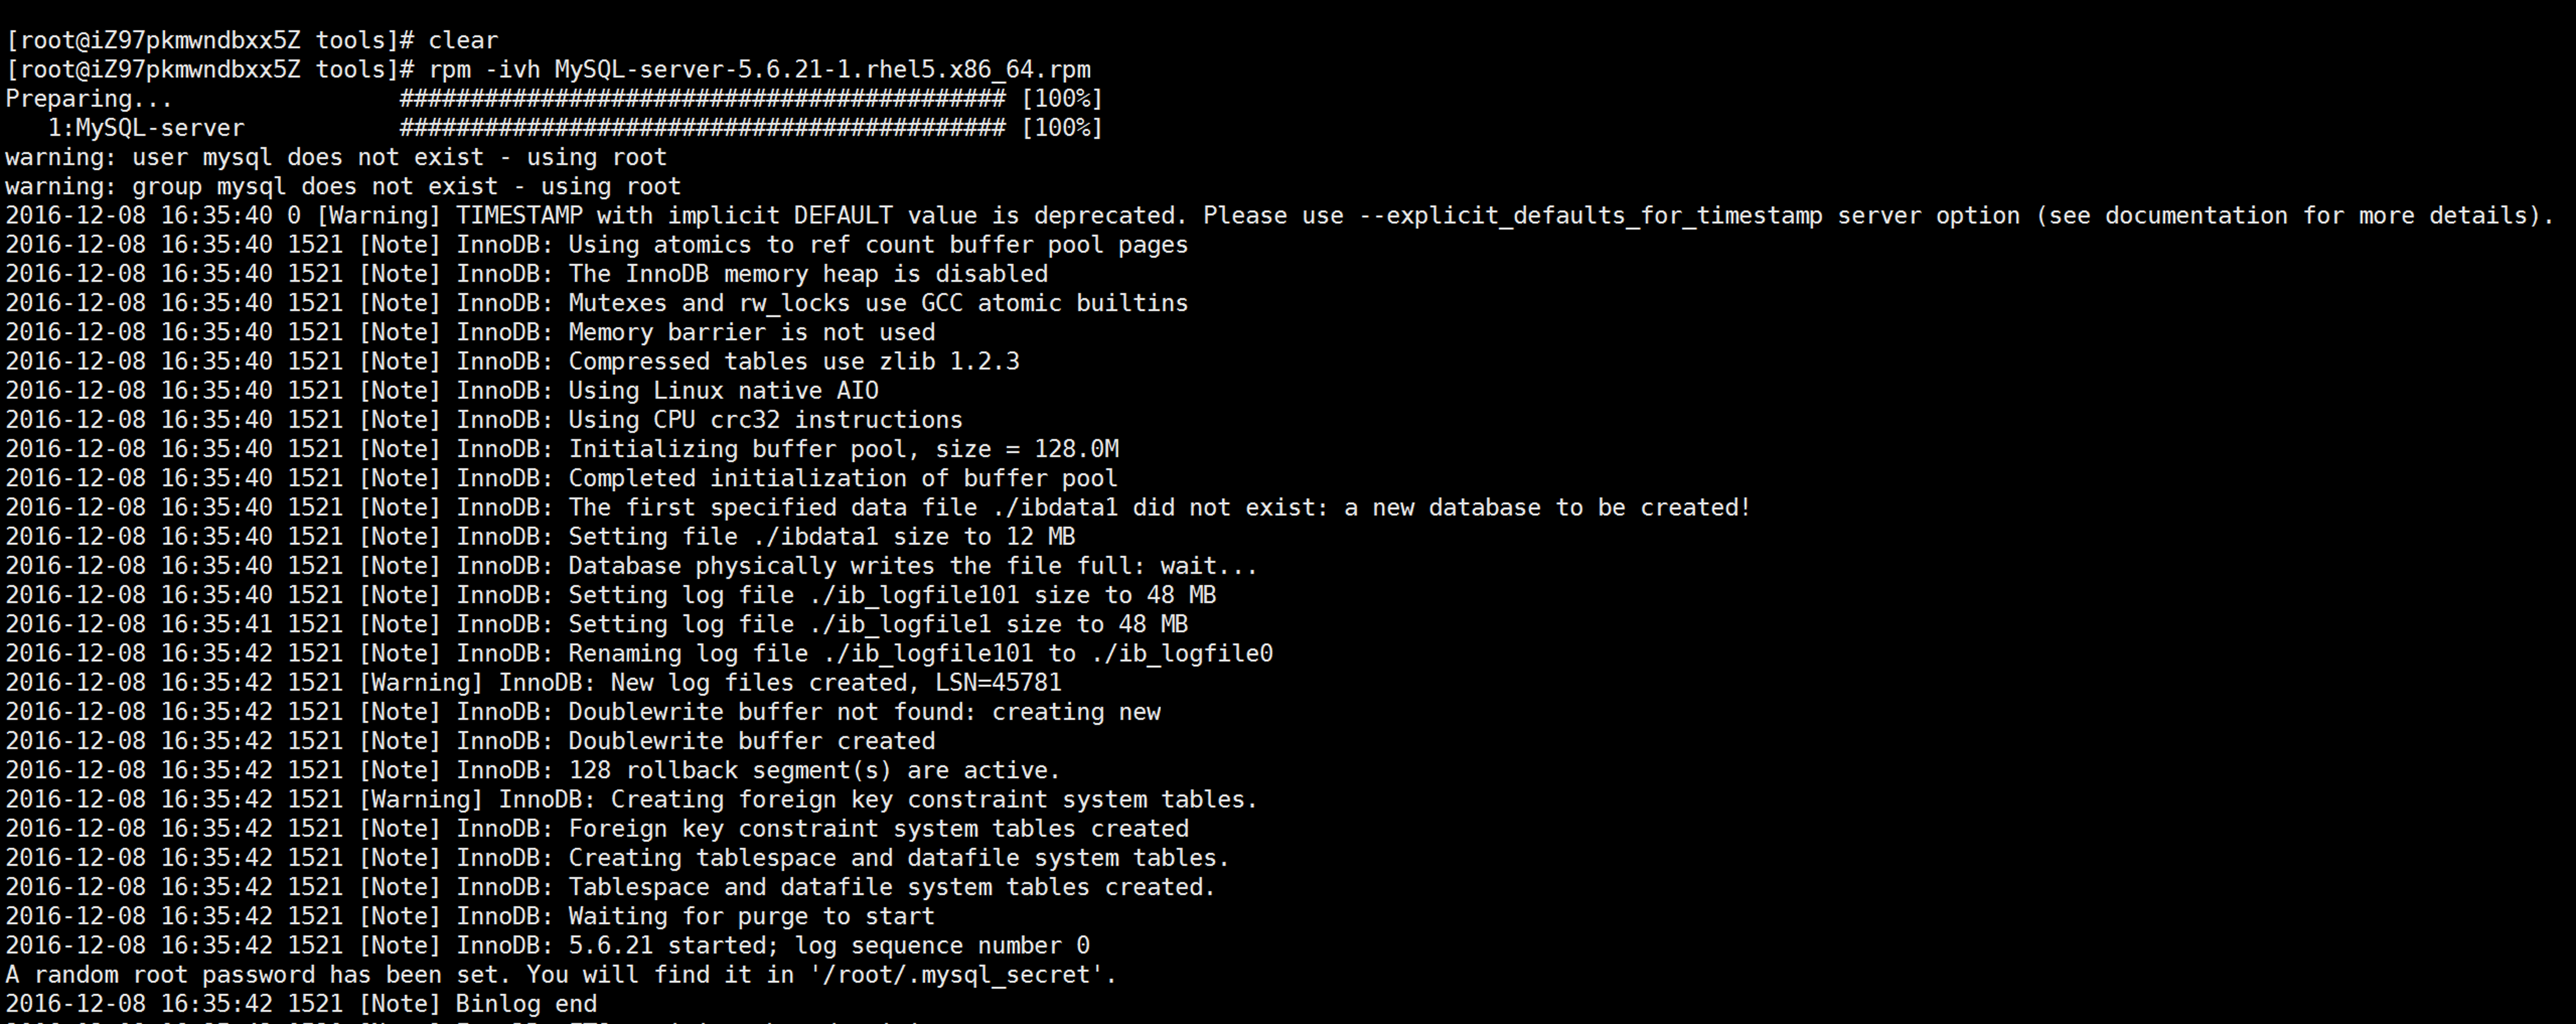 [root@iZ97pkmwndbxx5Z tools]# clear
[root@iZ97pkmwndbxx5Z tools]# rpm -ivh MySQL-server-5.6.21-1.rhel5.x86_64.rpm
Preparing...                ########################################### [100%]
   1:MySQL-server           ########################################### [100%]
warning: user mysql does not exist - using root
warning: group mysql does not exist - using root
2016-12-08 16:35:40 0 [Warning] TIMESTAMP with implicit DEFAULT value is deprecated. Please use --explicit_defaults_for_timestamp server option (see documentation for more details).
2016-12-08 16:35:40 1521 [Note] InnoDB: Using atomics to ref count buffer pool pages
2016-12-08 16:35:40 1521 [Note] InnoDB: The InnoDB memory heap is disabled
2016-12-08 16:35:40 1521 [Note] InnoDB: Mutexes and rw_locks use GCC atomic builtins
2016-12-08 16:35:40 1521 [Note] InnoDB: Memory barrier is not used
2016-12-08 16:35:40 1521 [Note] InnoDB: Compressed tables use zlib 1.2.3
2016-12-08 16:35:40 1521 [Note] InnoDB: Using Linux native AIO
2016-12-08 16:35:40 1521 [Note] InnoDB: Using CPU crc32 instructions
2016-12-08 16:35:40 1521 [Note] InnoDB: Initializing buffer pool, size = 128.0M
2016-12-08 16:35:40 1521 [Note] InnoDB: Completed initialization of buffer pool
2016-12-08 16:35:40 1521 [Note] InnoDB: The first specified data file ./ibdata1 did not exist: a new database to be created!
2016-12-08 16:35:40 1521 [Note] InnoDB: Setting file ./ibdata1 size to 12 MB
2016-12-08 16:35:40 1521 [Note] InnoDB: Database physically writes the file full: wait...
2016-12-08 16:35:40 1521 [Note] InnoDB: Setting log file ./ib_logfile101 size to 48 MB
2016-12-08 16:35:41 1521 [Note] InnoDB: Setting log file ./ib_logfile1 size to 48 MB
2016-12-08 16:35:42 1521 [Note] InnoDB: Renaming log file ./ib_logfile101 to ./ib_logfile0
2016-12-08 16:35:42 1521 [Warning] InnoDB: New log files created, LSN=45781
2016-12-08 16:35:42 1521 [Note] InnoDB: Doublewrite buffer not found: creating new
2016-12-08 16:35:42 1521 [Note] InnoDB: Doublewrite buffer created
2016-12-08 16:35:42 1521 [Note] InnoDB: 128 rollback segment(s) are active.
2016-12-08 16:35:42 1521 [Warning] InnoDB: Creating foreign key constraint system tables.
2016-12-08 16:35:42 1521 [Note] InnoDB: Foreign key constraint system tables created
2016-12-08 16:35:42 1521 [Note] InnoDB: Creating tablespace and datafile system tables.
2016-12-08 16:35:42 1521 [Note] InnoDB: Tablespace and datafile system tables created.
2016-12-08 16:35:42 1521 [Note] InnoDB: Waiting for purge to start
2016-12-08 16:35:42 1521 [Note] InnoDB: 5.6.21 started; log sequence number 0
A random root password has been set. You will find it in '/root/.mysql_secret'.
2016-12-08 16:35:42 1521 [Note] Binlog end